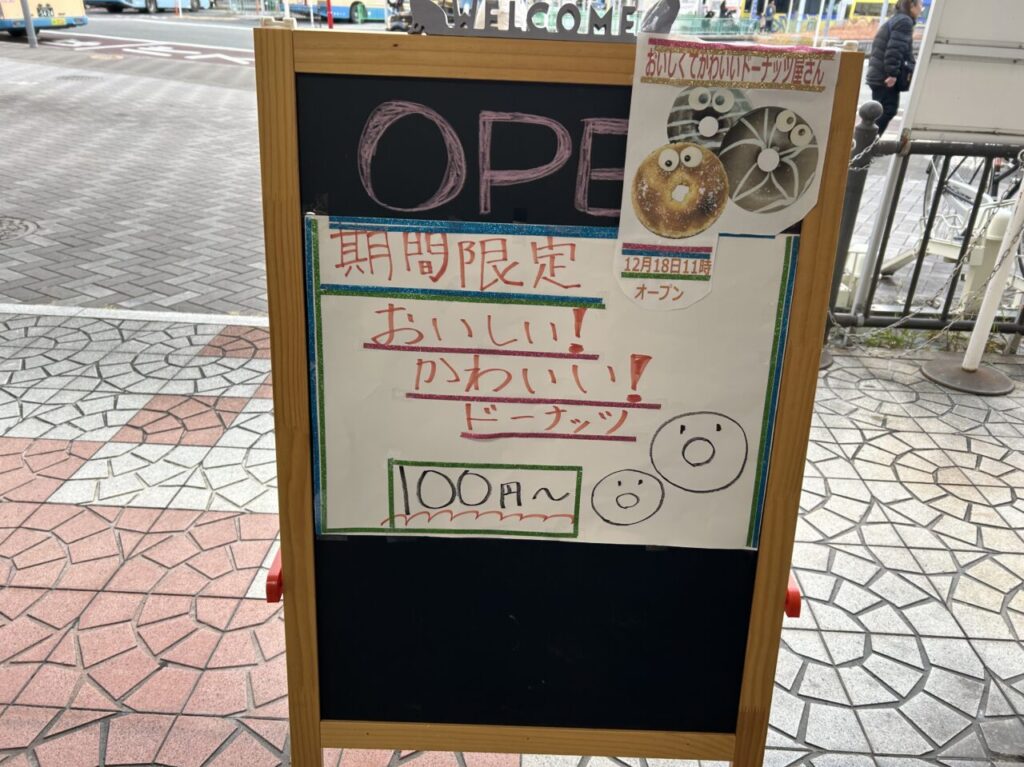 WELCOME
おいしくてかわいいドーナッツ屋さん
OPE
12月18日11時
オープン
期間限定
おいしい!
かわいい!
ドーナッツ
100円~